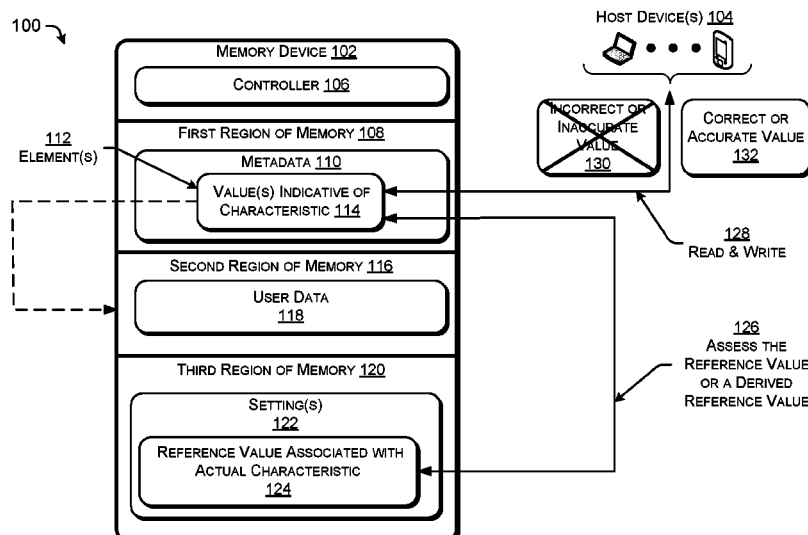 100
HOST DEVICE(S) 104
MEMORY DEVICE 102
CONTROLLER 106
FIRST REGION OF MEMORY 108
METADATA 110
112
ELEMENT(S)
VALUE(S) INDICATIVE OF
CHARACTERISTIC 114
INCORRECT OR
INACCURATE
VALUE
130
CORRECT OR
ACCURATE VALUE
132
128
READ & WRITE
SECOND REGION OF MEMORY 116
USER DATA
118
126
ASSESS THE
REFERENCE VALUE
OR A DERIVED
REFERENCE VALUE
THIRD REGION OF MEMORY 120
SETTING(S)
122
REFERENCE VALUE ASSOCIATED WITH
ACTUAL CHARACTERISTIC
124